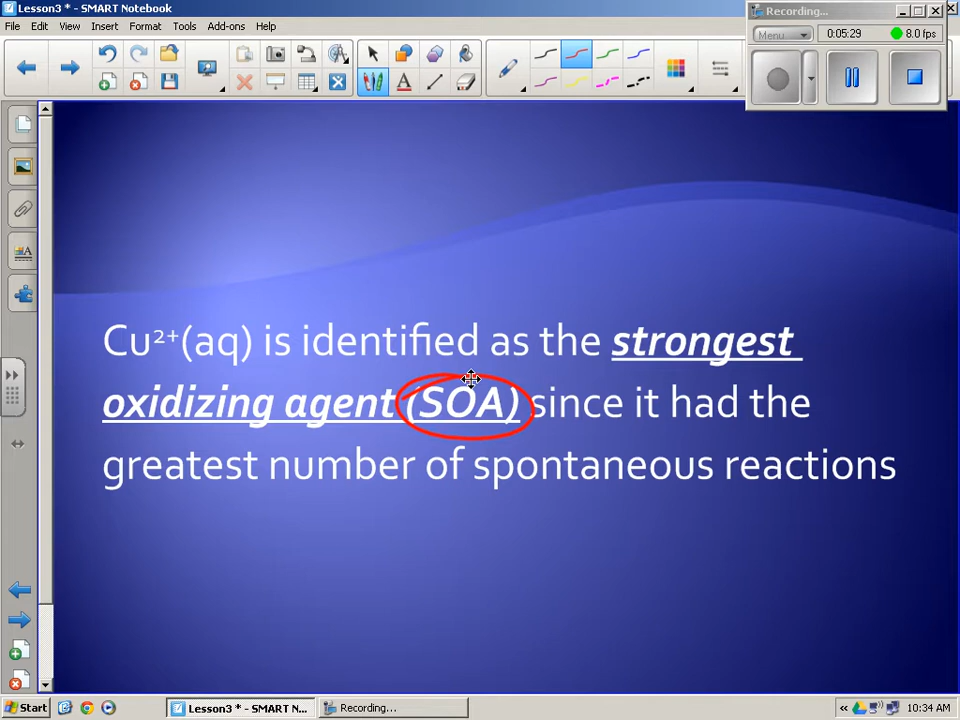 Lesson3 * - SMART Notebook
Recording...
File Edit View Insert Format Tools Add-ons Help
Menu 0:05:29 8.0 fps
Cu²⁺(aq) is identified as the strongest
oxidizing agent (SOA) since it had the
greatest number of spontaneous reactions
Start Lesson3 * - SMART N... Recording... « 10:34 AM